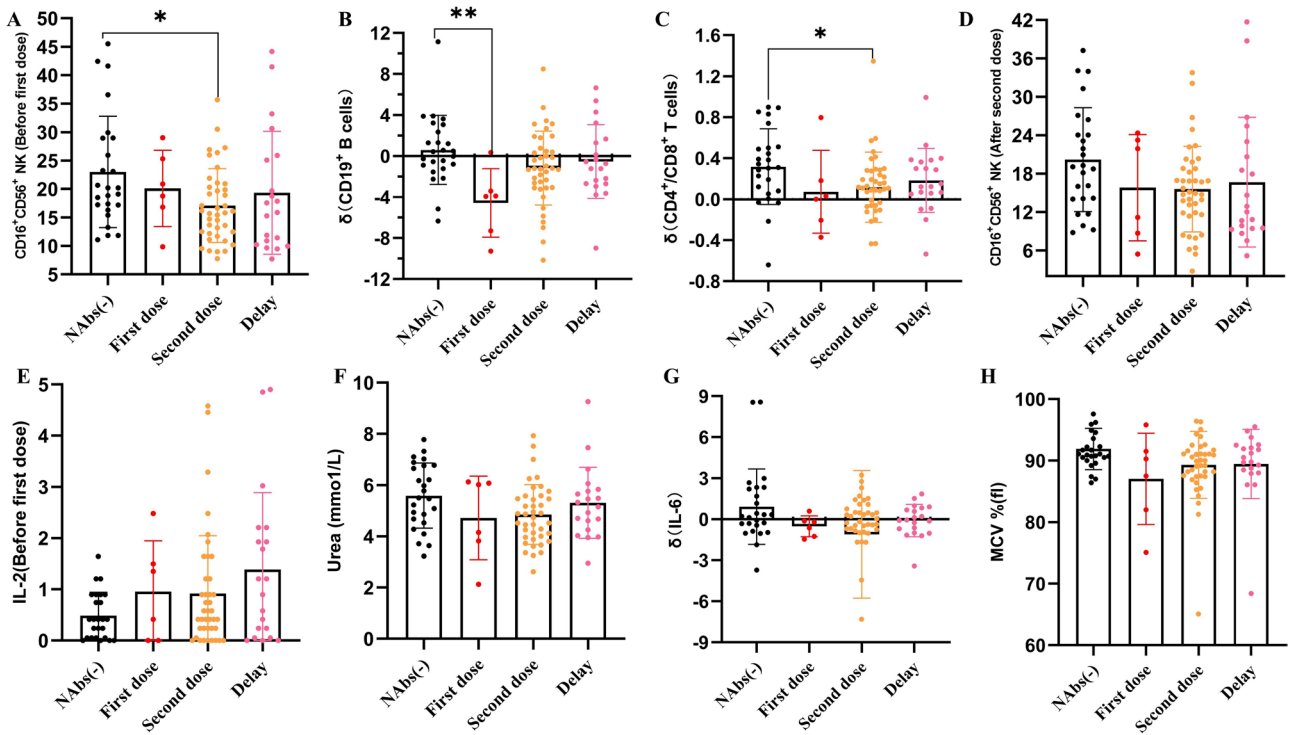 A
CD16+CD56+ NK (Before first dose)
50
45
40
35
30
25
20
15
10
5
*
NAbs(-)
First dose
Second dose
Delay
B
δ(CD19+ B cells)
12
8
4
0
-4
-8
-12
**
NAbs(-)
First dose
Second dose
Delay
C
δ(CD4+/CD8+ T cells)
1.6
1.2
0.8
0.4
0.0
-0.4
-0.8
*
NAbs(-)
First dose
Second dose
Delay
D
CD16+CD56+ NK (After second dose)
42
36
30
24
18
12
6
NAbs(-)
First dose
Second dose
Delay
E
IL-2(Before first dose)
5
4
3
2
1
0
NAbs(-)
First dose
Second dose
Delay
F
Urea (mmo1/L)
10
8
6
4
2
0
NAbs(-)
First dose
Second dose
Delay
G
δ(IL-6)
9
6
3
0
-3
-6
-9
NAbs(-)
First dose
Second dose
Delay
H
MCV %(fl)
100
90
80
70
60
NAbs(-)
First dose
Second dose
Delay